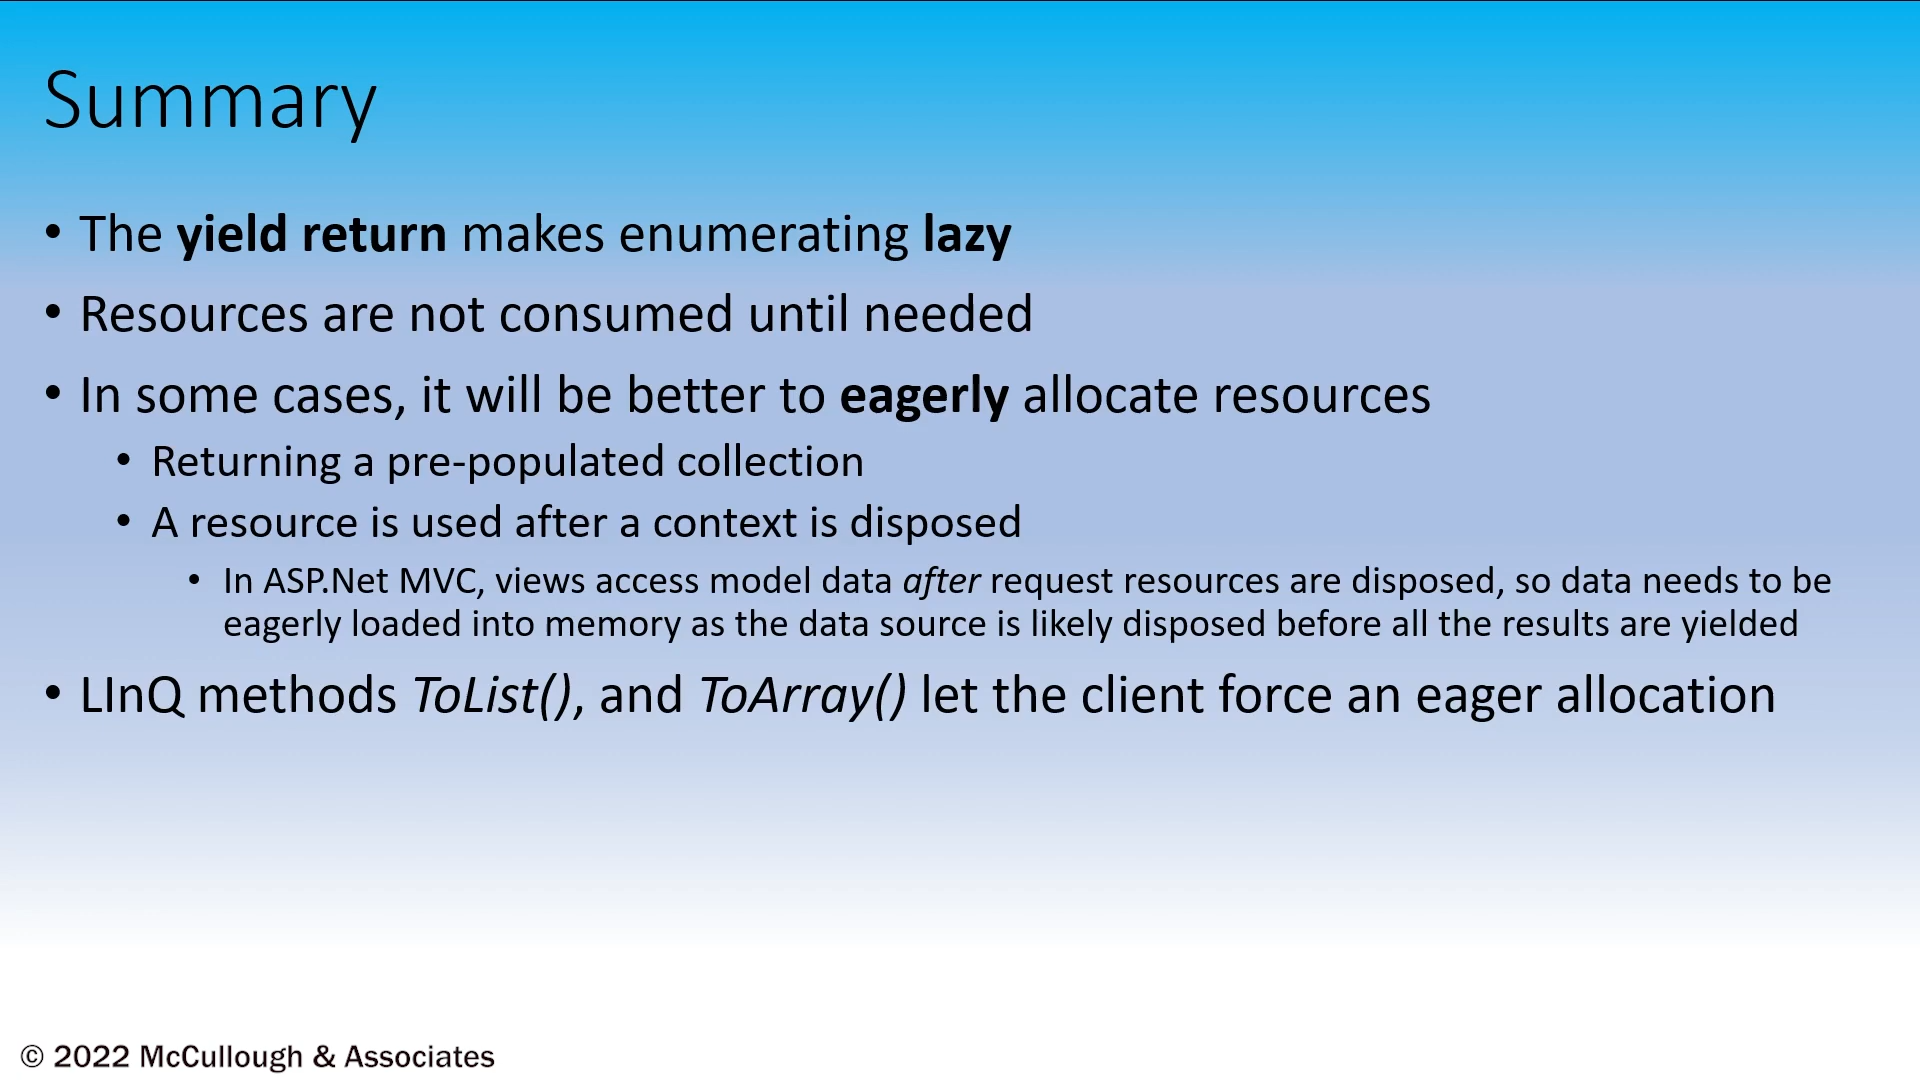 Summary
• The yield return makes enumerating lazy
• Resources are not consumed until needed
• In some cases, it will be better to eagerly allocate resources
• Returning a pre-populated collection
• A resource is used after a context is disposed
• In ASP.Net MVC, views access model data after request resources are disposed, so data needs to be
eagerly loaded into memory as the data source is likely disposed before all the results are yielded
• LInQ methods ToList(), and ToArray() let the client force an eager allocation
© 2022 McCullough & Associates